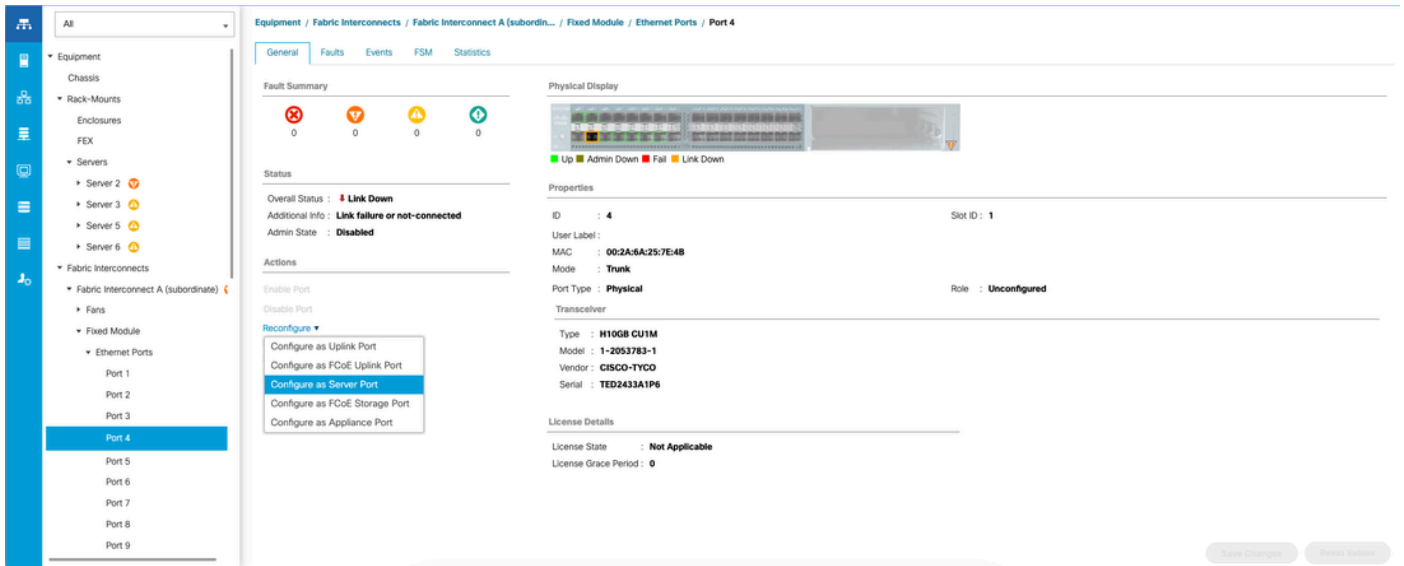 All
Equipment
Chassis
Rack-Mounts
Enclosures
FEX
Servers
Server 2
Server 3
Server 5
Server 6
Fabric Interconnects
Fabric Interconnect A (subordinate)
Fans
Fixed Module
Ethernet Ports
Port 1
Port 2
Port 3
Port 4
Port 5
Port 6
Port 7
Port 8
Port 9
Equipment / Fabric Interconnects / Fabric Interconnect A (subordin... / Fixed Module / Ethernet Ports / Port 4
General Faults Events FSM Statistics
Fault Summary
0 0 0 0
Status
Overall Status : Link Down
Additional Info : Link failure or not-connected
Admin State : Disabled
Actions
Enable Port
Disable Port
Reconfigure
Configure as Uplink Port
Configure as FCoE Uplink Port
Configure as Server Port
Configure as FCoE Storage Port
Configure as Appliance Port
Physical Display
Up Admin Down Fail Link Down
Properties
ID : 4 Slot ID : 1
User Label :
MAC : 00:2A:6A:25:7E:4B
Mode : Trunk
Port Type : Physical Role : Unconfigured
Transceiver
Type : H10GB CU1M
Model : 1-2053783-1
Vendor : CISCO-TYCO
Serial : TED2433A1P6
License Details
License State : Not Applicable
License Grace Period : 0
Save Changes Reset Values